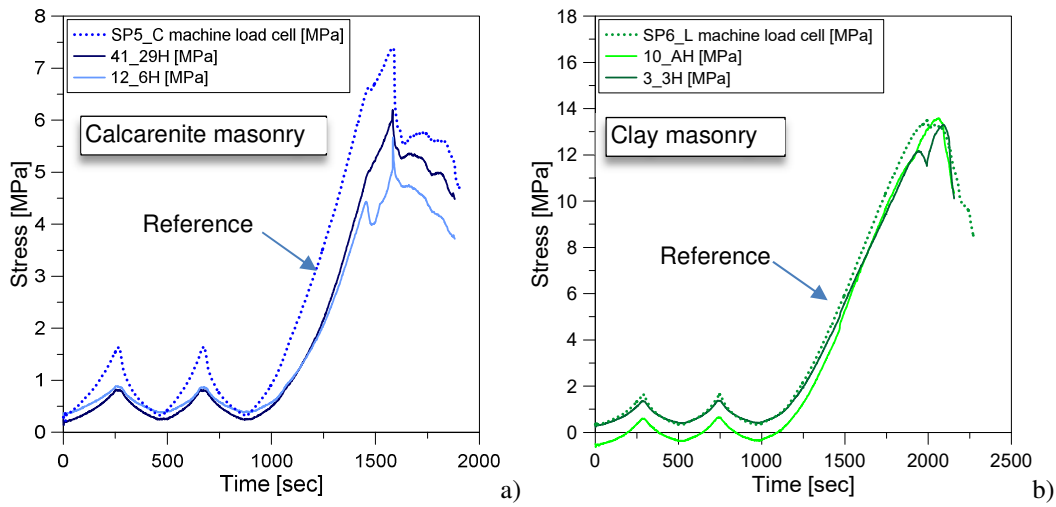 8
7
6
5
4
3
2
1
0
Stress [MPa]
SP5_C machine load cell [MPa]
41_29H [MPa]
12_6H [MPa]
Calcarenite masonry
Reference
0
500
1000
1500
2000
Time [sec]
a)
18
16
14
12
10
8
6
4
2
0
Stress [MPa]
SP6_L machine load cell [MPa]
10_AH [MPa]
3_3H [MPa]
Clay masonry
Reference
0
500
1000
1500
2000
2500
Time [sec]
b)